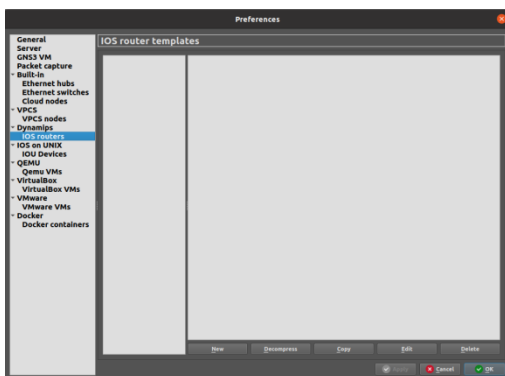 Preferences
General
Server
GNS3 VM
Packet capture
Built-in
Ethernet hubs
Ethernet switches
Cloud nodes
VPCS
VPCS nodes
Dynamips
IOS routers
IOS on UNIX
IOU Devices
QEMU
Qemu VMs
VirtualBox
VirtualBox VMs
VMware
VMware VMs
Docker
Docker containers
IOS router templates
New Decompress Copy Edit Delete
Apply Cancel OK